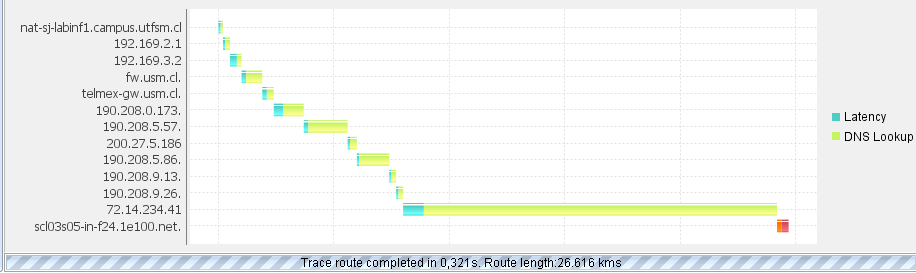 nat-sj-labinf1.campus.utfsm.cl
192.169.2.1
192.169.3.2
fw.usm.cl.
telmex-gw.usm.cl.
190.208.0.173.
190.208.5.57.
200.27.5.186
190.208.5.86.
190.208.9.13.
190.208.9.26.
72.14.234.41
scl03s05-in-f24.1e100.net.
Latency
DNS Lookup
Trace route completed in 0,321s. Route length:26.616 kms